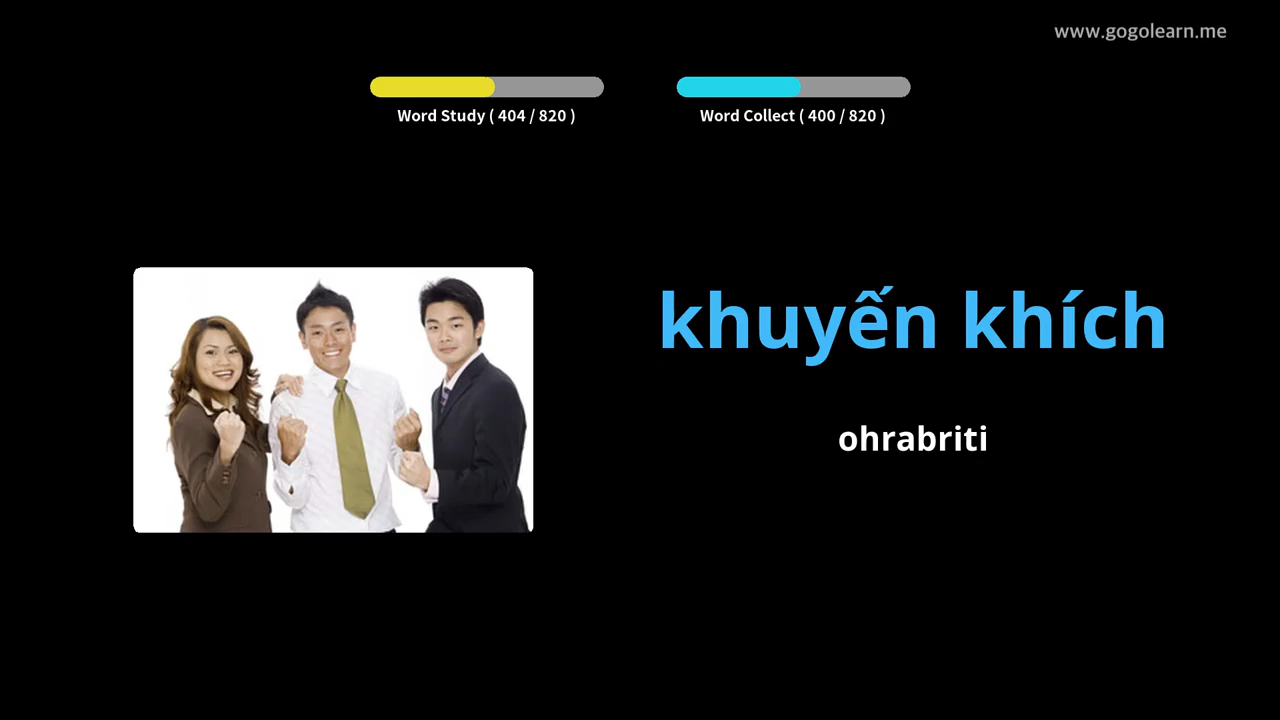 www.gogolearn.me
Word Study ( 404 / 820 )
Word Collect ( 400 / 820 )
khuyến khích
ohrabriti